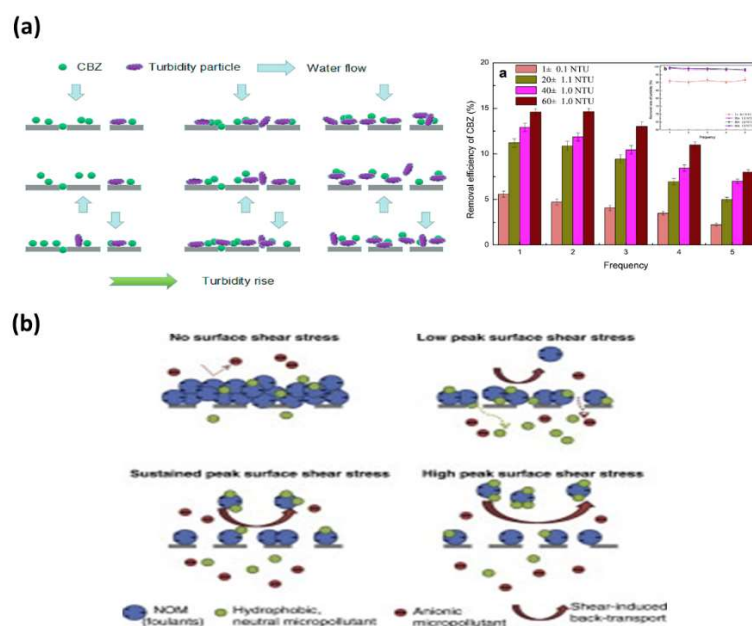 (a)
CBZ
Turbidity particle
Water flow
Turbidity rise
a
1± 0.1 NTU
20± 1.1 NTU
40± 1.0 NTU
60± 1.0 NTU
Removal efficiency of CBZ (%)
20
15
10
5
0
1 2 3 4 5
Frequency
(b)
No surface shear stress
Low peak surface shear stress
Sustained peak surface shear stress
High peak surface shear stress
NOM (foulants)
Hydrophobic, neutral micropollutant
Anionic micropollutant
Shear-induced back-transport